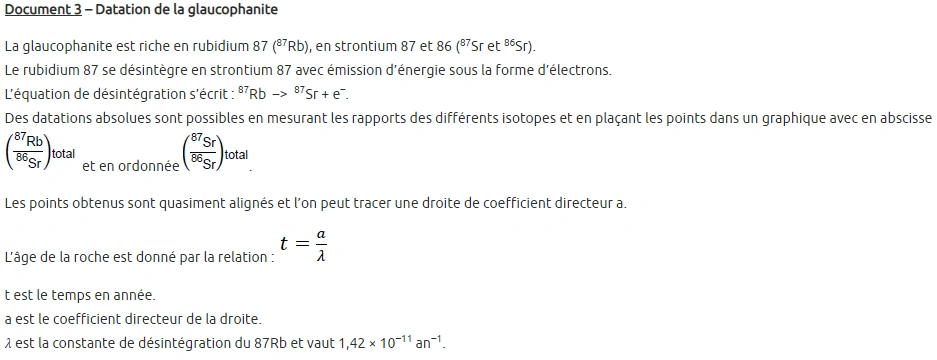 Document 3 – Datation de la glaucophanite
La glaucophanite est riche en rubidium 87 (⁸⁷Rb), en strontium 87 et 86 (⁸⁷Sr et ⁸⁶Sr).
Le rubidium 87 se désintègre en strontium 87 avec émission d’énergie sous la forme d’électrons.
L’équation de désintégration s’écrit : ⁸⁷Rb –> ⁸⁷Sr + e⁻.
Des datations absolues sont possibles en mesurant les rapports des différents isotopes et en plaçant les points dans un graphique avec en abscisse
(⁸⁷Rb/⁸⁶Sr)total et en ordonnée (⁸⁷Sr/⁸⁶Sr)total.
Les points obtenus sont quasiment alignés et l’on peut tracer une droite de coefficient directeur a.
L’âge de la roche est donné par la relation : t = a/λ
t est le temps en année.
a est le coefficient directeur de la droite.
λ est la constante de désintégration du 87Rb et vaut 1,42 × 10⁻¹¹ an⁻¹.